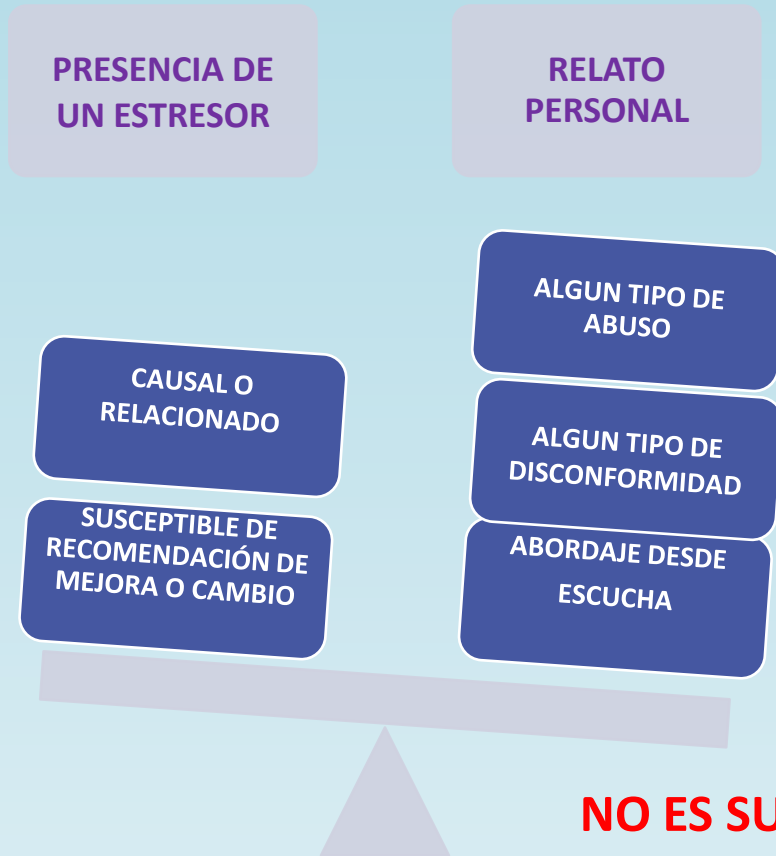 PRESENCIA DE
UN ESTRESOR
RELATO
PERSONAL
CAUSAL O
RELACIONADO
SUSCEPTIBLE DE
RECOMENDACIÓN DE
MEJORA O CAMBIO
ALGUN TIPO DE
ABUSO
ALGUN TIPO DE
DISCONFORMIDAD
ABORDAJE DESDE
ESCUCHA
NO ES SU